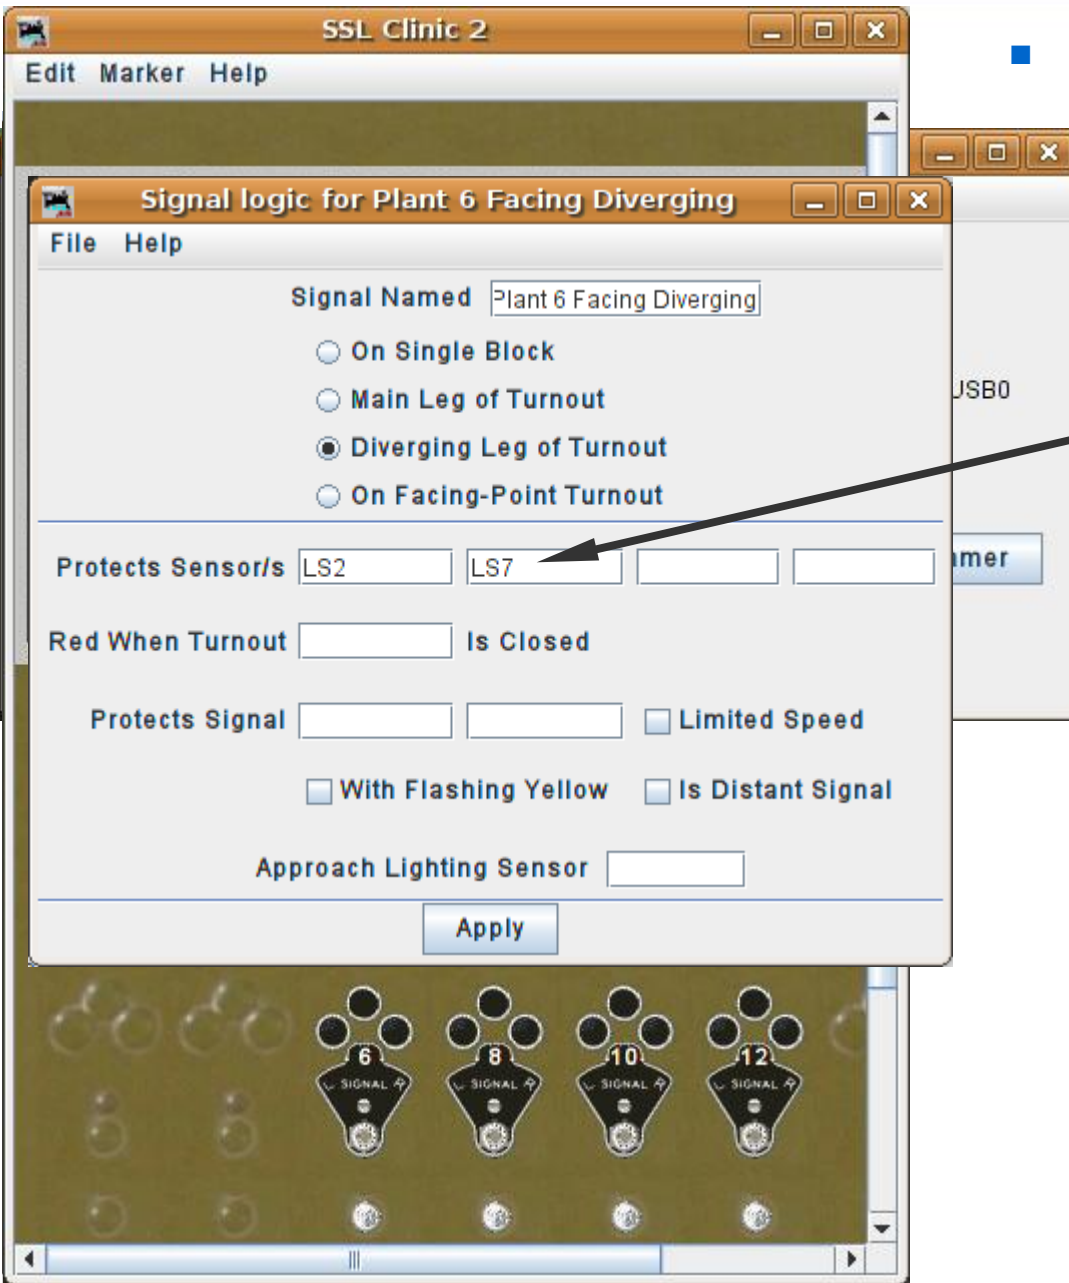 SSL Clinic 2
Edit Marker Help
Signal logic for Plant 6 Facing Diverging
File Help
Signal Named Plant 6 Facing Diverging
On Single Block
Main Leg of Turnout
Diverging Leg of Turnout
On Facing-Point Turnout
Protects Sensor/s LS2 LS7
Red When Turnout Is Closed
Protects Signal Limited Speed
With Flashing Yellow Is Distant Signal
Approach Lighting Sensor
Apply
USB0
mer
6 8 10 12
L SIGNAL R L SIGNAL R L SIGNAL R L SIGNAL R